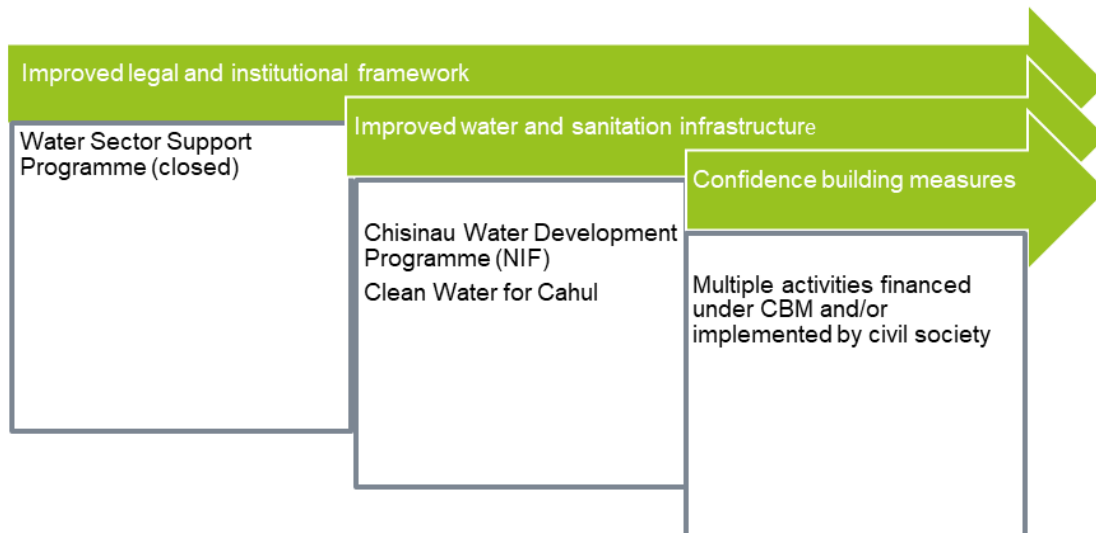 Improved legal and institutional framework
Water Sector Support
Programme (closed)
Improved water and sanitation infrastructure
Chisinau Water Development
Programme (NIF)
Clean Water for Cahul
Confidence building measures
Multiple activities financed
under CBM and/or
implemented by civil society